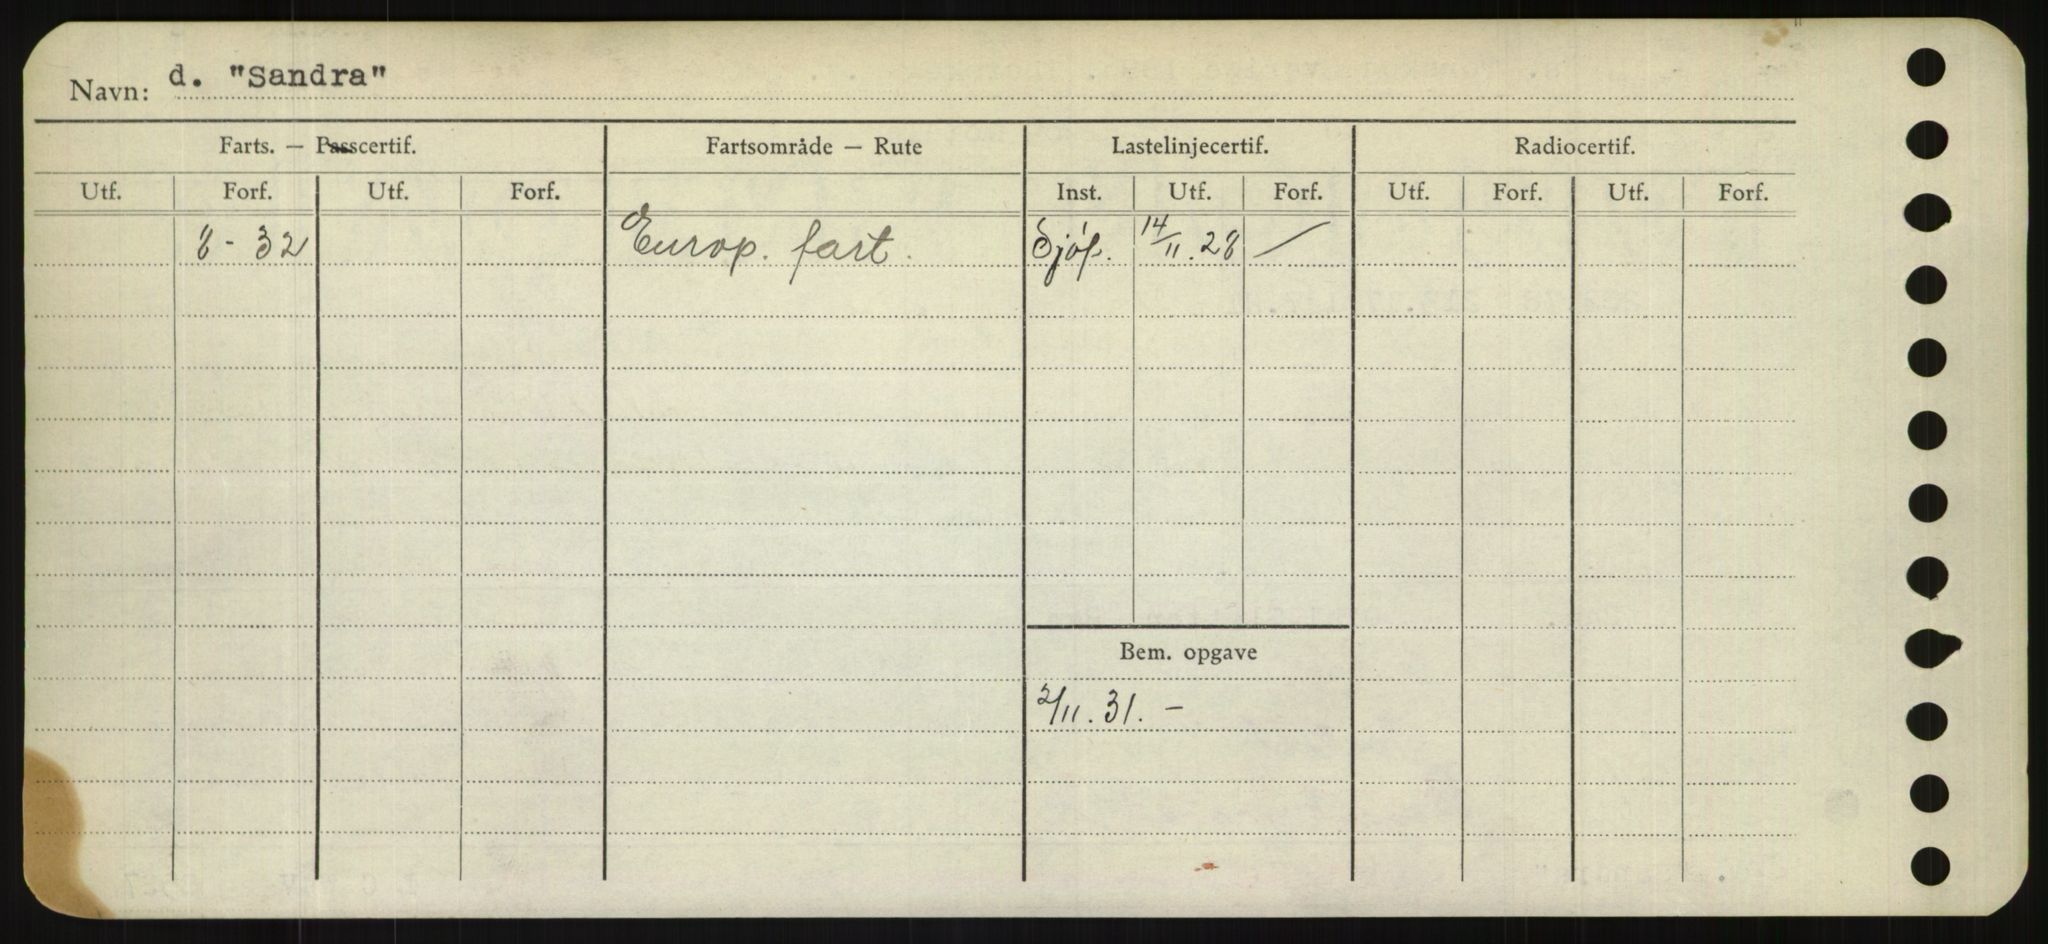 Navn: d. "Sandra"
Farts. — Passcertif. Fartsområde — Rute Lastelinjecertif. Radiocertif.
Utf. Forf. Utf. Forf. Inst. Utf. Forf. Utf. Forf. Utf. Forf.
8 - 32 Europ. fart. Sjöf. 14/11. 28 —
Bem. opgave
2/11. 31. -